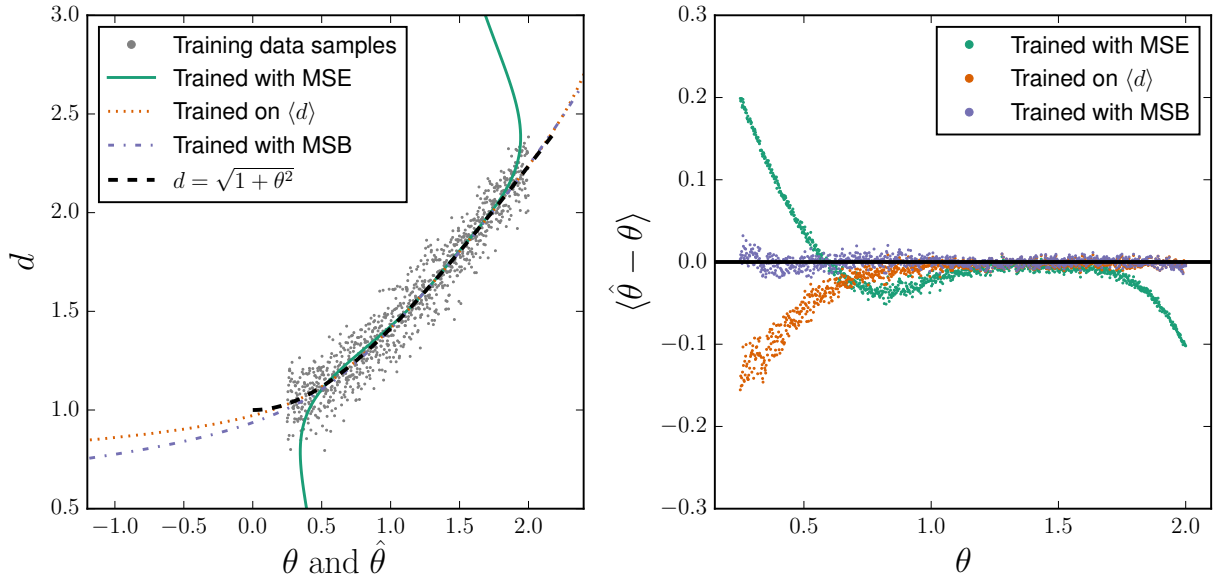 3.0
2.5
2.0
1.5
1.0
0.5
d
Training data samples
Trained with MSE
Trained on ⟨d⟩
Trained with MSB
d = √1 + θ²
−1.0 −0.5 0.0 0.5 1.0 1.5 2.0
θ and θ̂
0.3
0.2
0.1
0.0
−0.1
−0.2
−0.3
⟨θ̂ − θ⟩
Trained with MSE
Trained on ⟨d⟩
Trained with MSB
0.5 1.0 1.5 2.0
θ